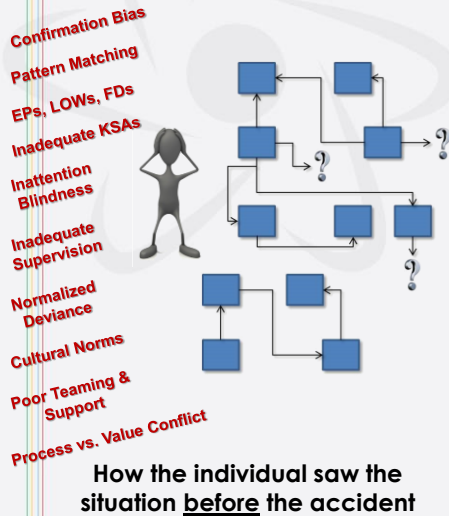 Confirmation Bias
Pattern Matching
EPs, LOWs, FDs
Inadequate KSAs
Inattention
Blindness
Inadequate
Supervision
Normalized
Deviance
Cultural Norms
Poor Teaming &
Support
Process vs. Value Conflict
?
?
?
How the individual saw the
situation before the accident